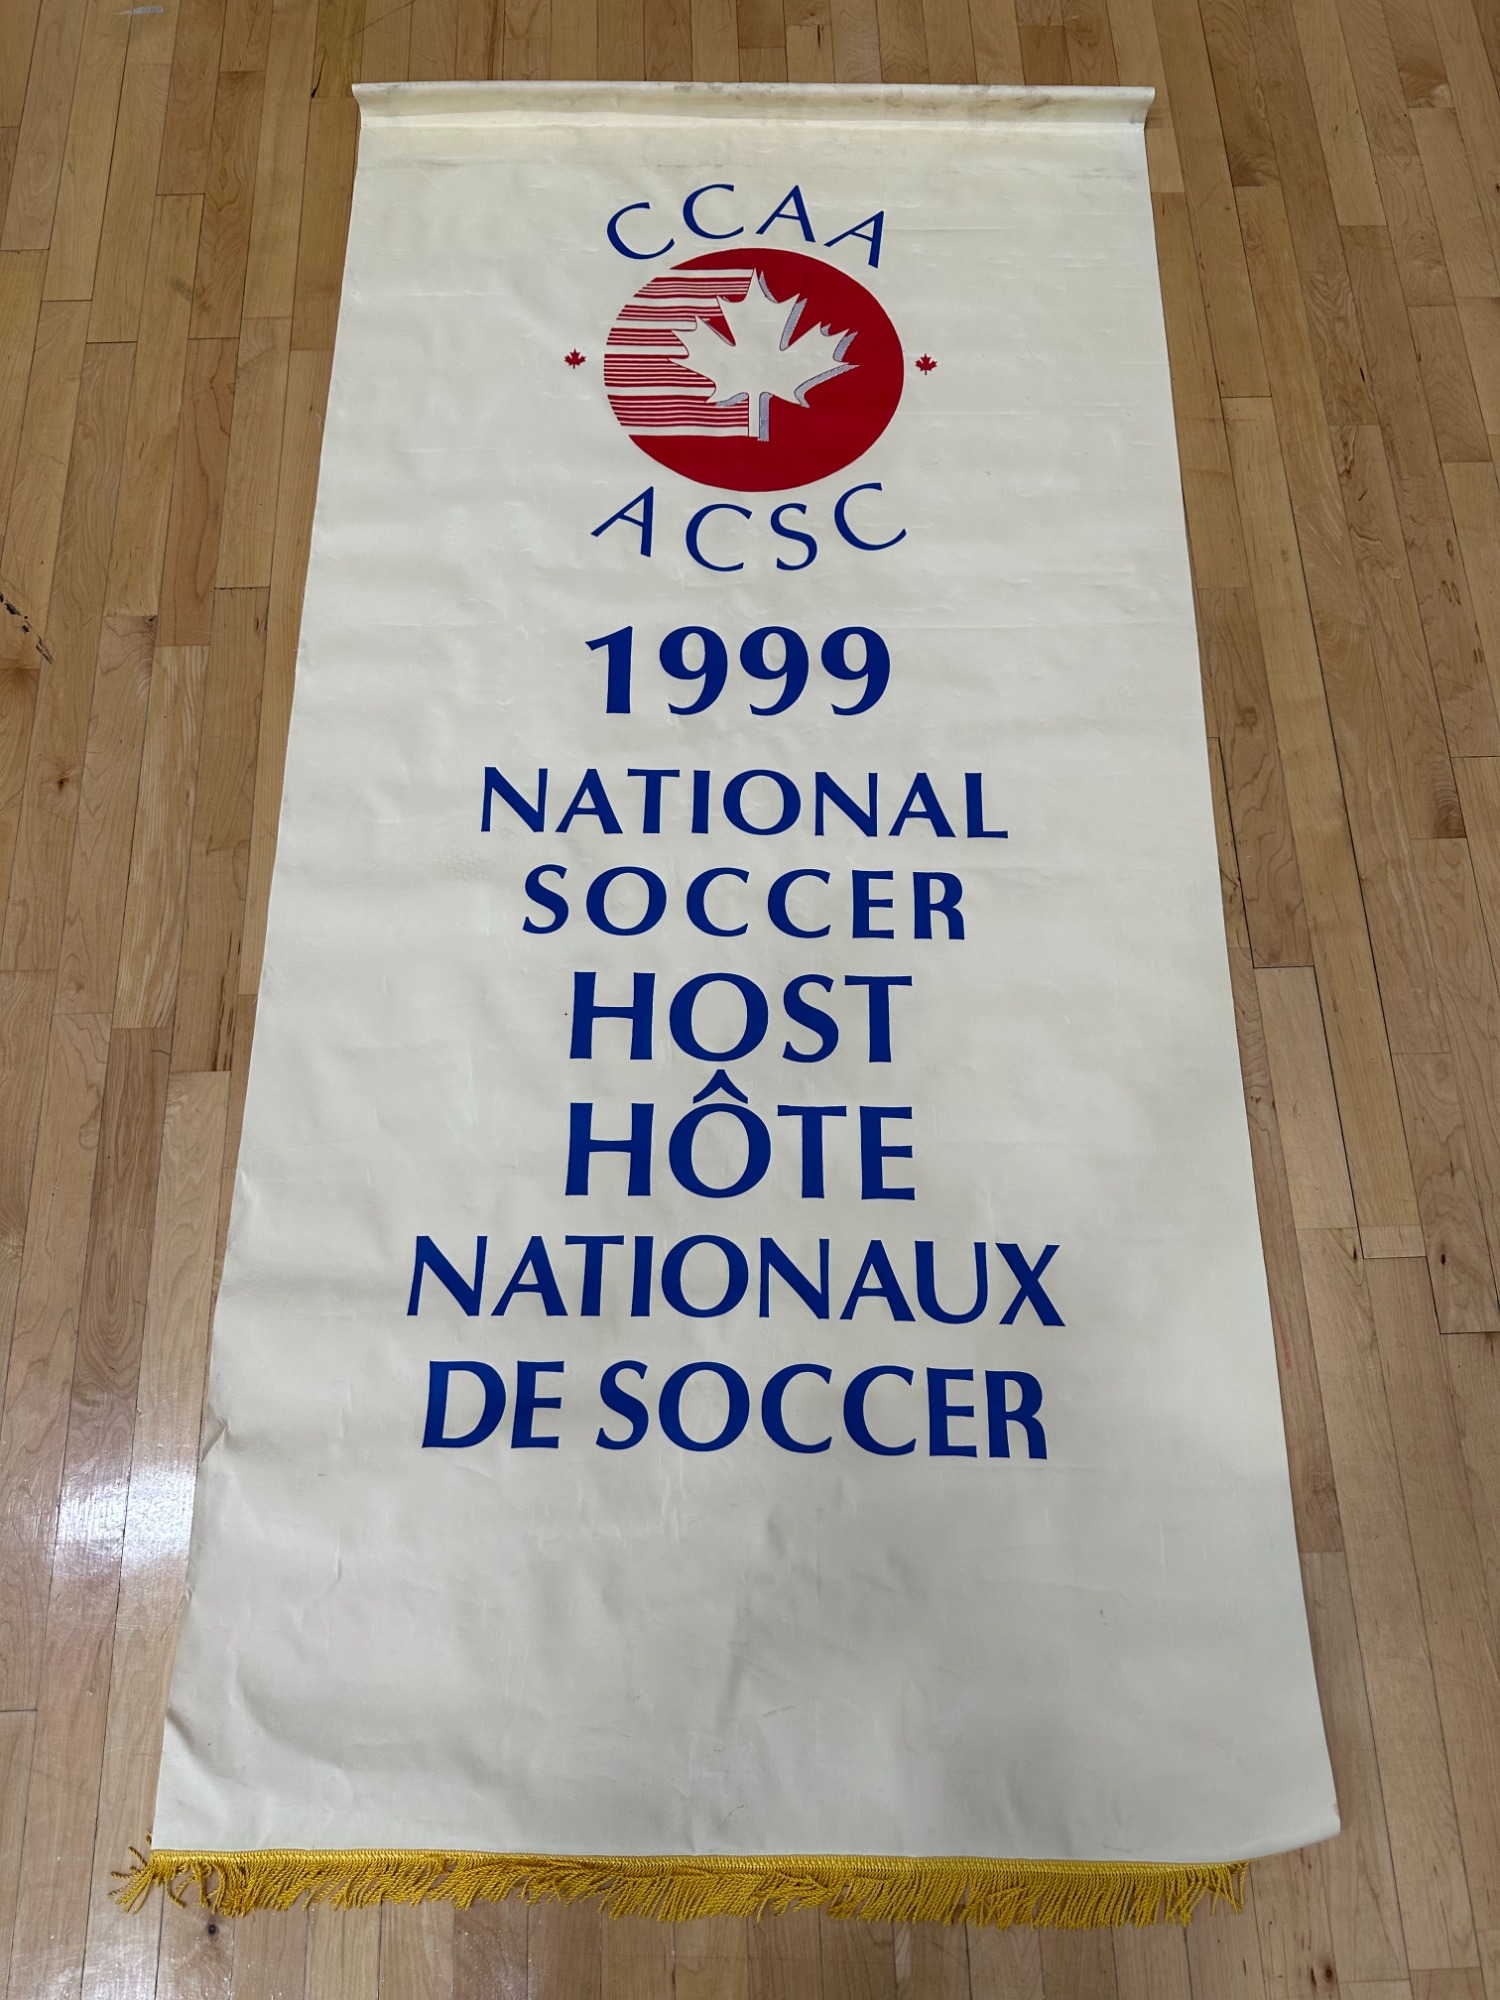 CCAA
ACSC
1999
NATIONAL
SOCCER
HOST
HÔTE
NATIONAUX
DE SOCCER